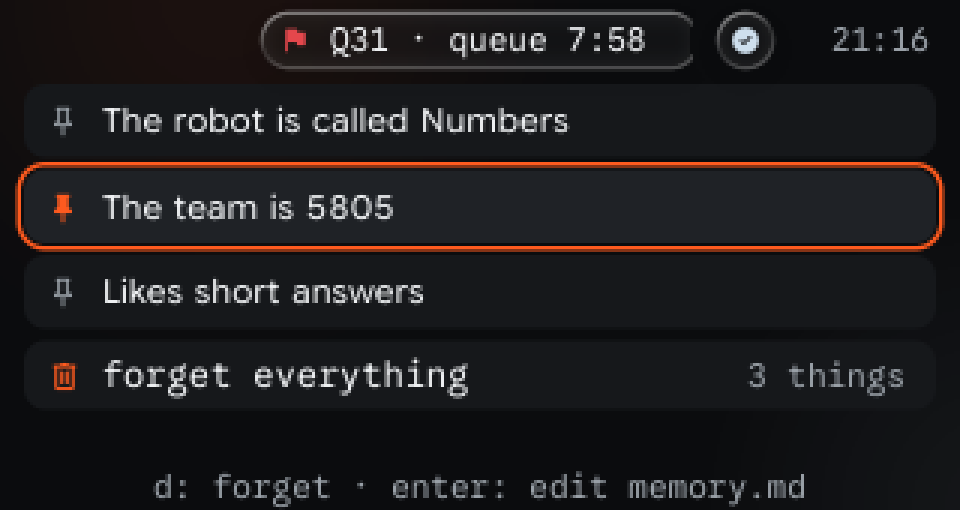 Q31 · queue 7:58 21:16
The robot is called Numbers
The team is 5805
Likes short answers
forget everything 3 things
d: forget · enter: edit memory.md